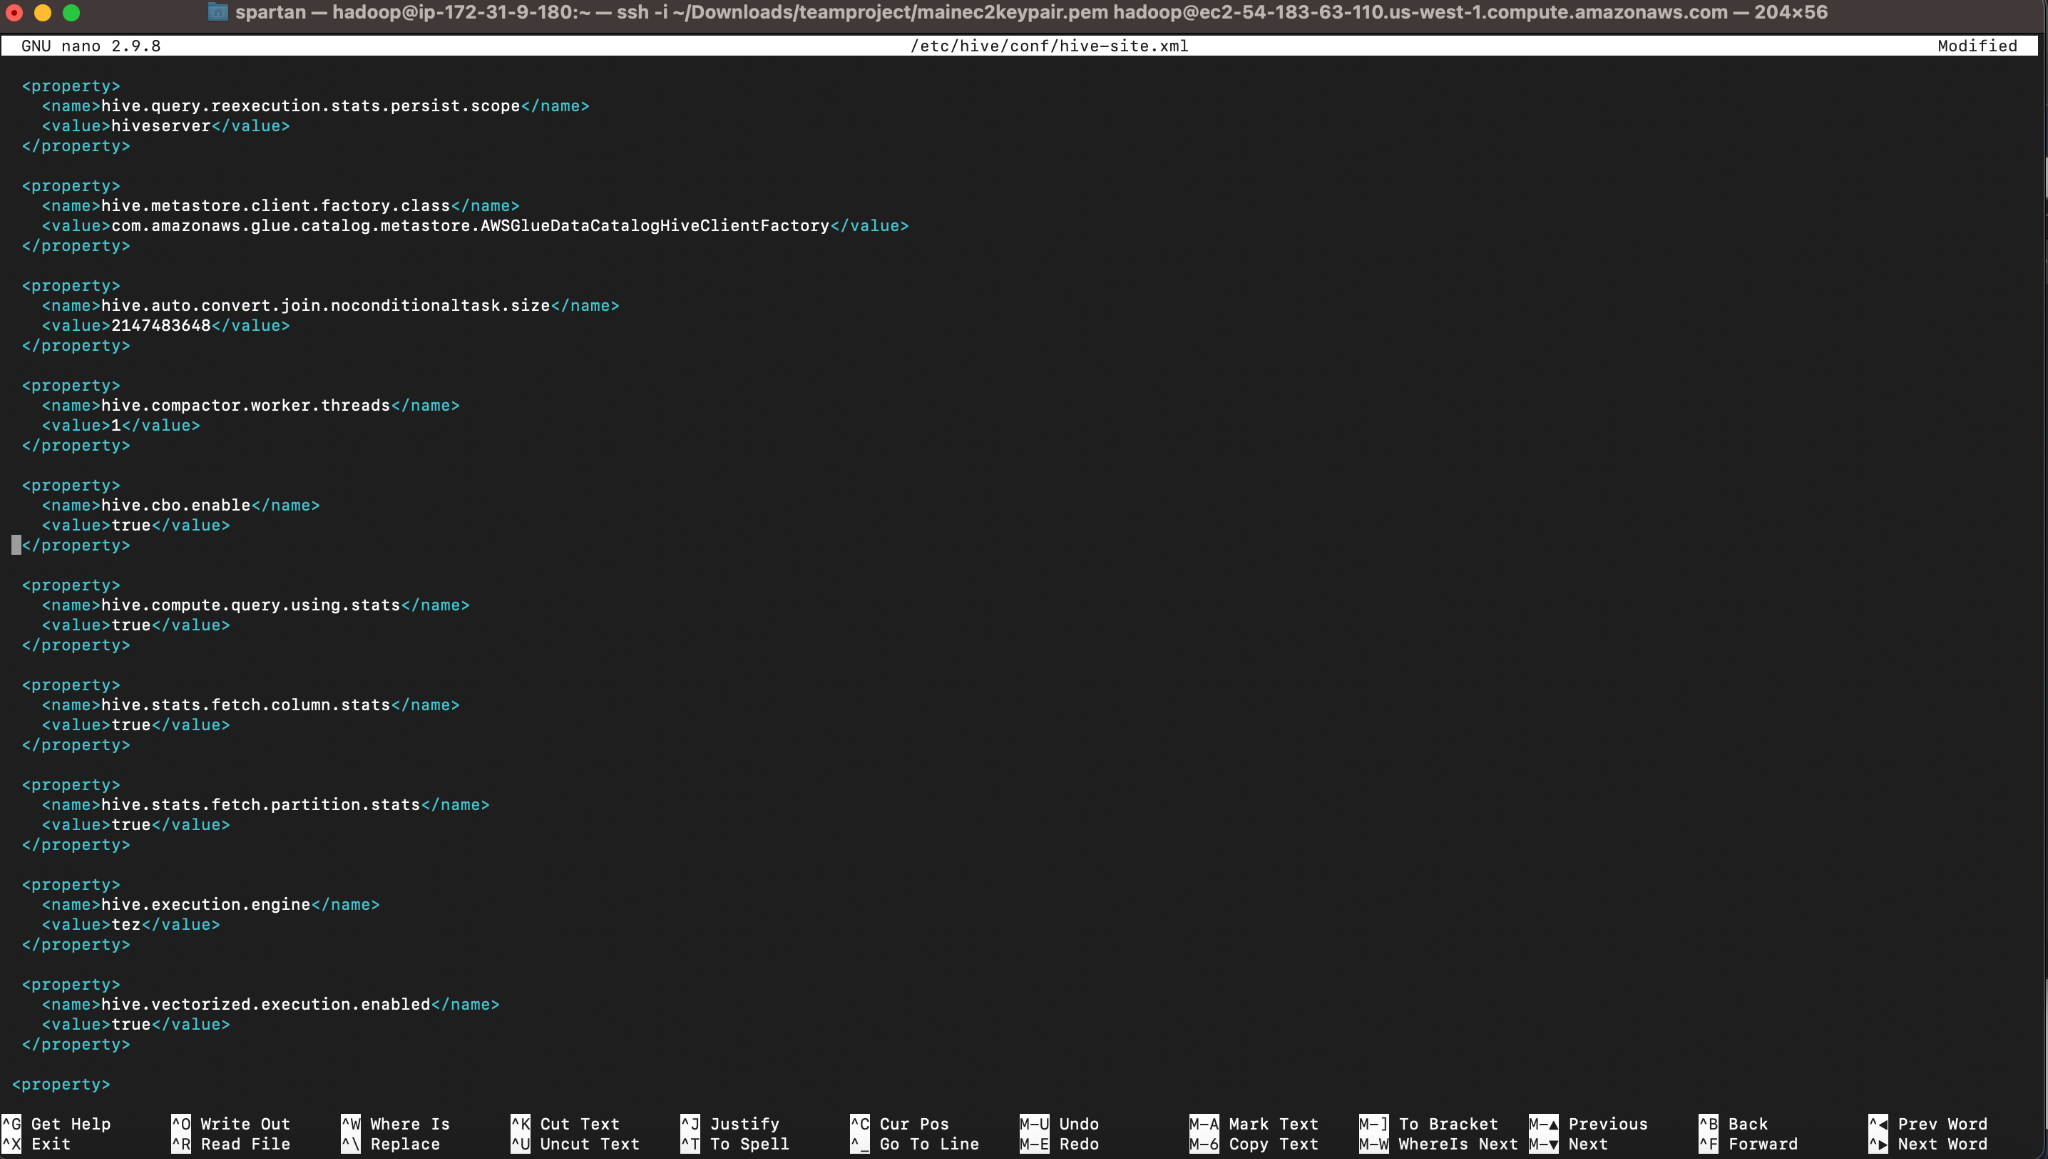 spartan — hadoop@ip-172-31-9-180:~ — ssh -i ~/Downloads/teamproject/mainec2keypair.pem hadoop@ec2-54-183-63-110.us-west-1.compute.amazonaws.com — 204×56
GNU nano 2.9.8 /etc/hive/conf/hive-site.xml Modified
<property>
<name>hive.query.reexecution.stats.persist.scope</name>
<value>hiveserver</value>
</property>
<property>
<name>hive.metastore.client.factory.class</name>
<value>com.amazonaws.glue.catalog.metastore.AWSGlueDataCatalogHiveClientFactory</value>
</property>
<property>
<name>hive.auto.convert.join.noconditionaltask.size</name>
<value>2147483648</value>
</property>
<property>
<name>hive.compactor.worker.threads</name>
<value>1</value>
</property>
<property>
<name>hive.cbo.enable</name>
<value>true</value>
</property>
<property>
<name>hive.compute.query.using.stats</name>
<value>true</value>
</property>
<property>
<name>hive.stats.fetch.column.stats</name>
<value>true</value>
</property>
<property>
<name>hive.stats.fetch.partition.stats</name>
<value>true</value>
</property>
<property>
<name>hive.execution.engine</name>
<value>tez</value>
</property>
<property>
<name>hive.vectorized.execution.enabled</name>
<value>true</value>
</property>
<property>
^G Get Help ^O Write Out ^W Where Is ^K Cut Text ^J Justify ^C Cur Pos M-U Undo M-A Mark Text M-] To Bracket M-▲ Previous ^B Back ^◀ Prev Word
^X Exit ^R Read File ^\ Replace ^U Uncut Text ^T To Spell ^_ Go To Line M-E Redo M-6 Copy Text M-W WhereIs Next M-▼ Next ^F Forward ^▶ Next Word